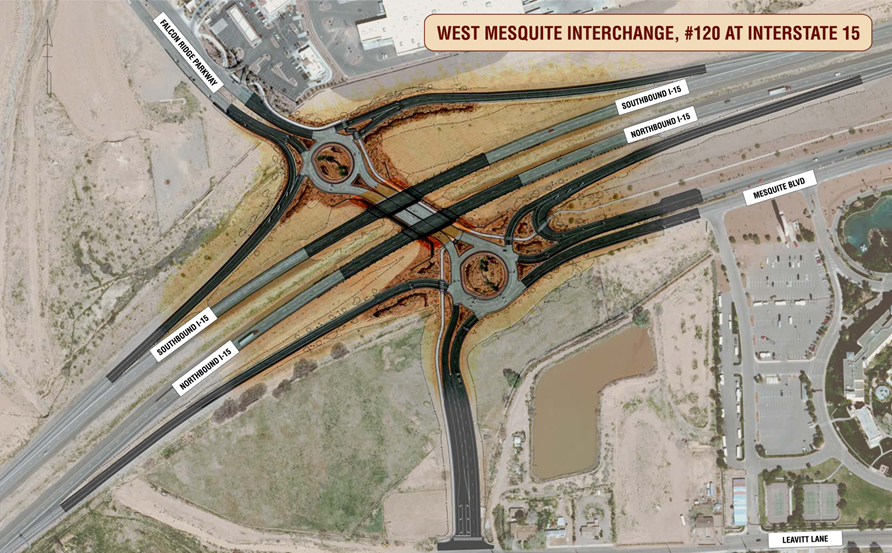 WEST MESQUITE INTERCHANGE, #120 AT INTERSTATE 15
FALCON RIDGE PARKWAY
SOUTHBOUND I-15
NORTHBOUND I-15
MESQUITE BLVD
SOUTHBOUND I-15
NORTHBOUND I-15
LEAVITT LANE